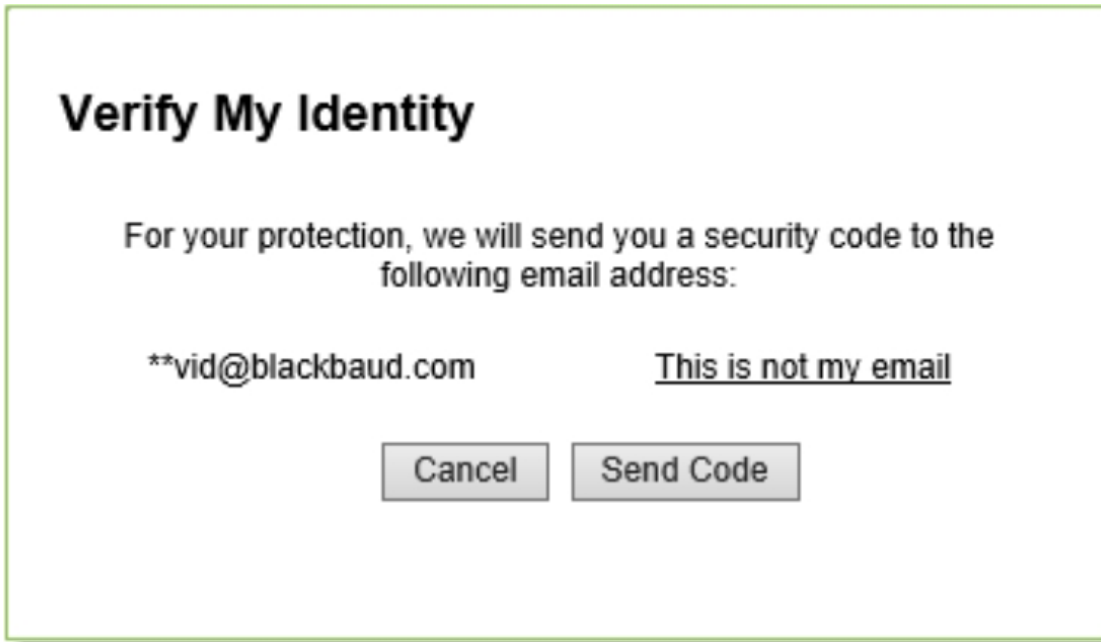 Verify My Identity
For your protection, we will send you a security code to the
following email address:
**vid@blackbaud.com This is not my email
Cancel Send Code